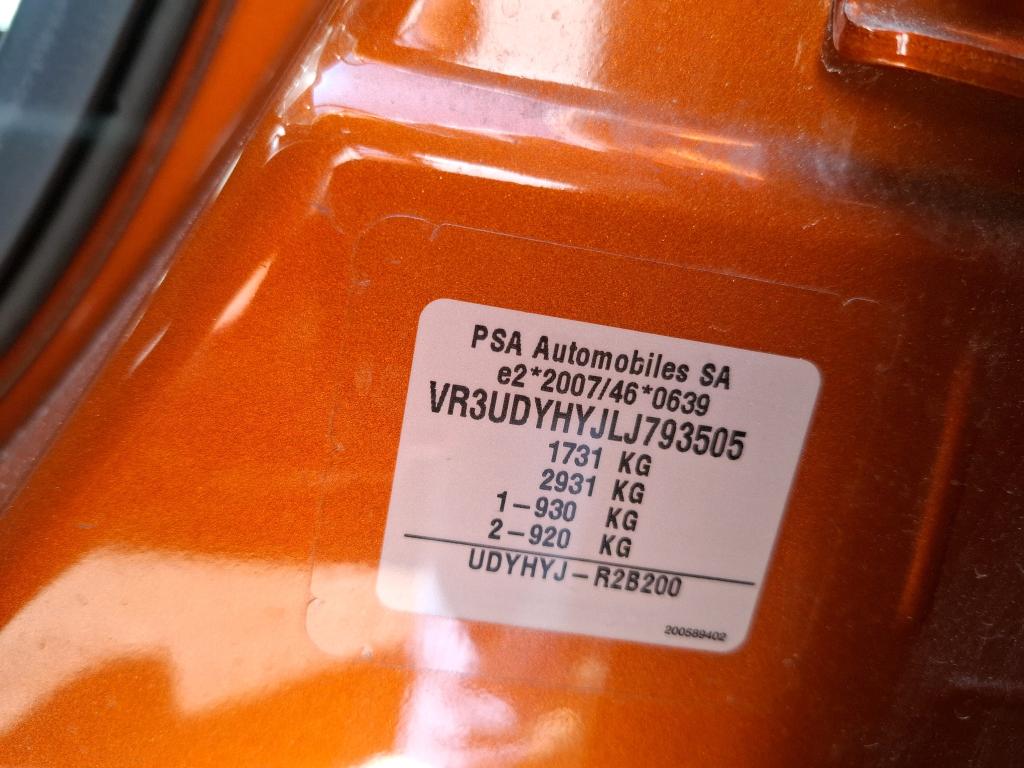 PSA Automobiles SA
e2*2007/46*0639
VR3UDYHYJLJ793505
1731 KG
2931 KG
1-930 KG
2-920 KG
UDYHYJ-R2B200
200589402